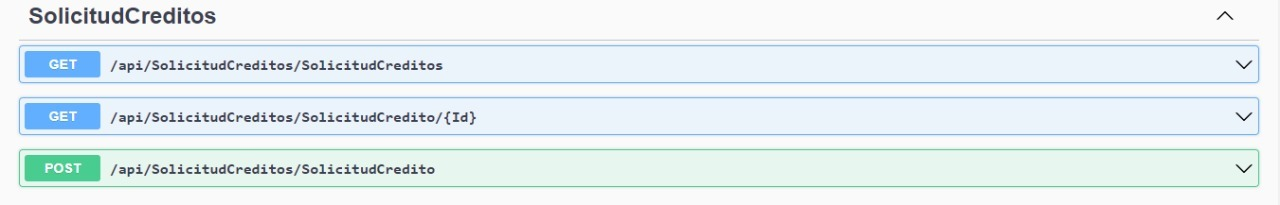 SolicitudCreditos
GET /api/SolicitudCreditos/SolicitudCreditos
GET /api/SolicitudCreditos/SolicitudCredito/{Id}
POST /api/SolicitudCreditos/SolicitudCredito